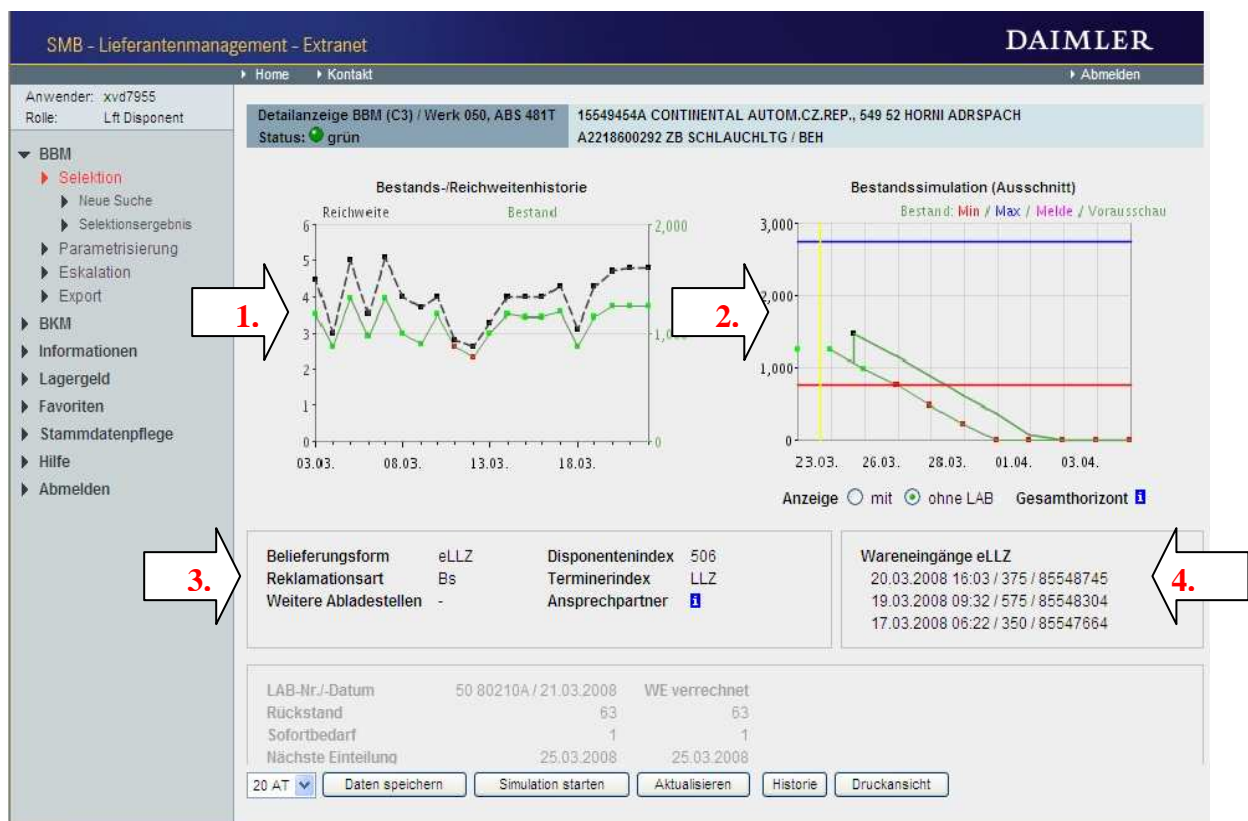 SMB - Lieferantenmanagement - Extranet
DAIMLER
Home Kontakt Abmelden
Anwender: xvd7955
Rolle: Lft Disponent
BBM
Selektion
Neue Suche
Selektionsergebnis
Parametrisierung
Eskalation
Export
BKM
Informationen
Lagergeld
Favoriten
Stammdatenpflege
Hilfe
Abmelden
Detailanzeige BBM (C3) / Werk 050, ABS 481T
Status: grün
15549454A CONTINENTAL AUTOM.CZ.REP., 549 52 HORNI ADRSPACH
A2218600292 ZB SCHLAUCHLTG / BEH
Bestands-/Reichweitenhistorie
Reichweite Bestand
6
5
4
3
2
1
0
2,000
1,000
0
03.03. 08.03. 13.03. 18.03.
1.
Bestandssimulation (Ausschnitt)
Bestand: Min / Max / Melde / Vorausschau
3,000
2,000
1,000
0
23.03. 26.03. 28.03. 01.04. 03.04.
2.
Anzeige mit ohne LAB Gesamthorizont i
3.
Belieferungsform eLLZ Disponentenindex 506
Reklamationsart Bs Terminerindex LLZ
Weitere Abladestellen - Ansprechpartner i
Wareneingänge eLLZ
20.03.2008 16:03 / 375 / 85548745
19.03.2008 09:32 / 575 / 85548304
17.03.2008 06:22 / 350 / 85547664
4.
LAB-Nr./-Datum 50 80210A / 21.03.2008 WE verrechnet
Rückstand 63 63
Sofortbedarf 1 1
Nächste Einteilung 25.03.2008 25.03.2008
20 AT Daten speichern Simulation starten Aktualisieren Historie Druckansicht